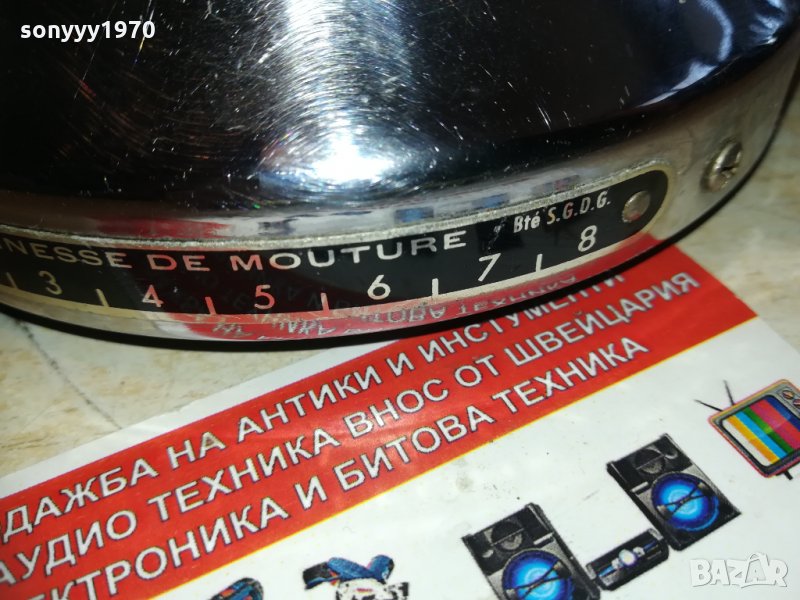 sonyyy1970
NESSE DE MOUTURE Bté S.G.D.G.
3 4 5 6 7 8
ДАЖБА НА АНТИКИ И ИНСТУМЕНТИ
АУДИО ТЕХНИКА ВНОС ОТ ШВЕЙЦАРИЯ
ЕКТРОНИКА И БИТОВА ТЕХНИКА
BAZAR